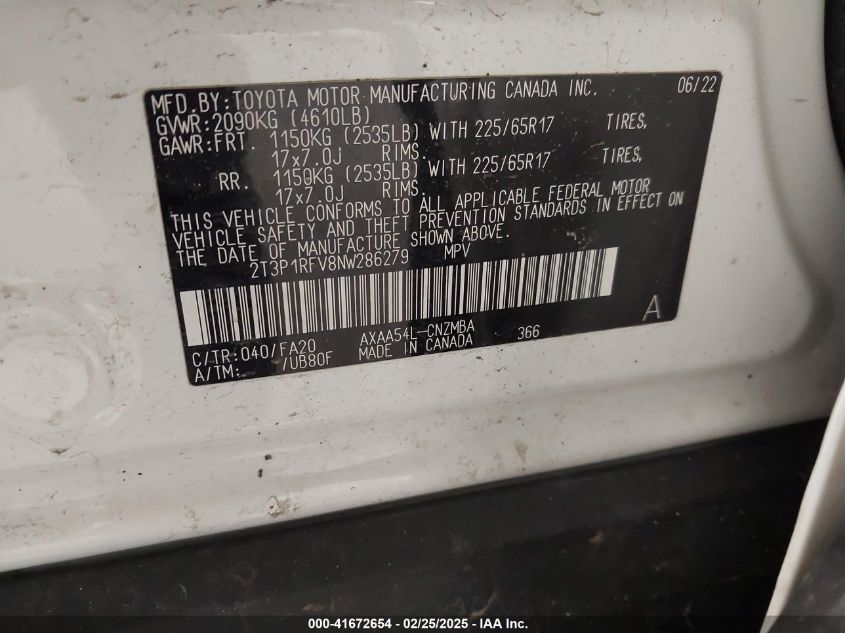 MFD. BY: TOYOTA MOTOR MANUFACTURING CANADA INC. 06/22
GVWR: 2090KG (4610LB)
GAWR: FRT. 1150KG (2535LB) WITH 225/65R17 TIRES,
17x7.0J RIMS.
RR. 1150KG (2535LB) WITH 225/65R17 TIRES,
17x7.0J RIMS.
THIS VEHICLE CONFORMS TO ALL APPLICABLE FEDERAL MOTOR
VEHICLE SAFETY AND THEFT PREVENTION STANDARDS IN EFFECT ON
THE DATE OF MANUFACTURE SHOWN ABOVE.
2T3P1RFV8NW286279 MPV
A
C/TR: 040/FA20 AXAA54L-CNZMBA 366
A/TM: /UB80F MADE IN CANADA
000-41672654 / 02/25/2025 - IAA Inc.